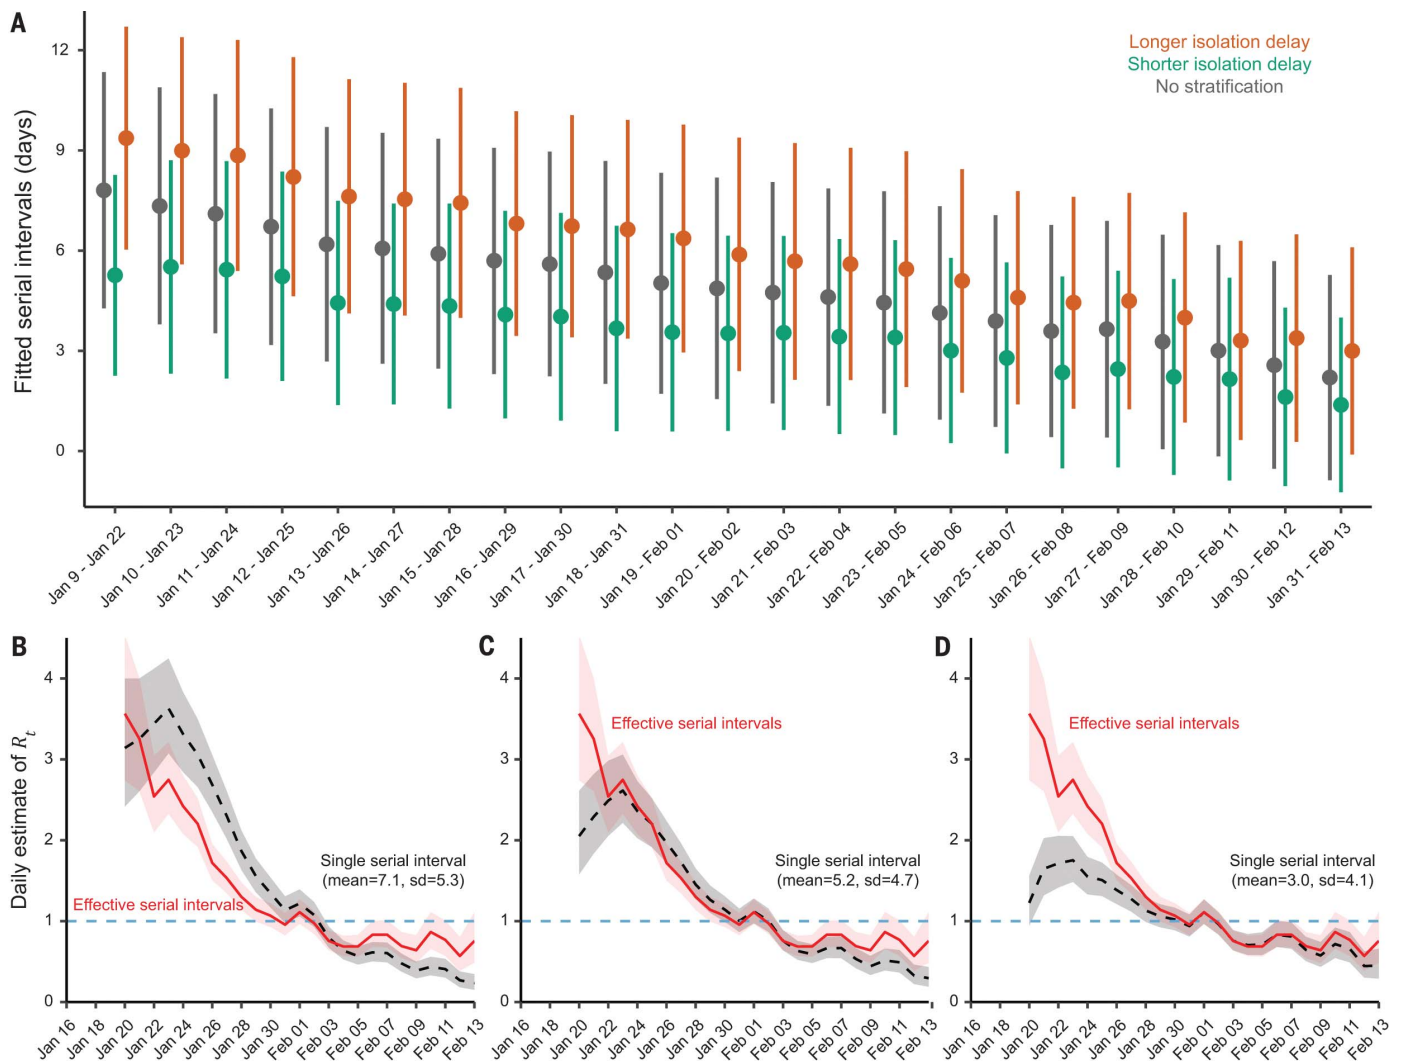 A
Longer isolation delay
Shorter isolation delay
No stratification
Fitted serial intervals (days)
12
9
6
3
0
Jan 9 - Jan 22
Jan 10 - Jan 23
Jan 11 - Jan 24
Jan 12 - Jan 25
Jan 13 - Jan 26
Jan 14 - Jan 27
Jan 15 - Jan 28
Jan 16 - Jan 29
Jan 17 - Jan 30
Jan 18 - Jan 31
Jan 19 - Feb 01
Jan 20 - Feb 02
Jan 21 - Feb 03
Jan 22 - Feb 04
Jan 23 - Feb 05
Jan 24 - Feb 06
Jan 25 - Feb 07
Jan 26 - Feb 08
Jan 27 - Feb 09
Jan 28 - Feb 10
Jan 29 - Feb 11
Jan 30 - Feb 12
Jan 31 - Feb 13
B
Daily estimate of Rt
4
3
2
1
0
Single serial interval
(mean=7.1, sd=5.3)
Effective serial intervals
Jan 16
Jan 18
Jan 20
Jan 22
Jan 24
Jan 26
Jan 28
Jan 30
Feb 01
Feb 03
Feb 05
Feb 07
Feb 09
Feb 11
Feb 13
C
4
3
2
1
0
Effective serial intervals
Single serial interval
(mean=5.2, sd=4.7)
Jan 16
Jan 18
Jan 20
Jan 22
Jan 24
Jan 26
Jan 28
Jan 30
Feb 01
Feb 03
Feb 05
Feb 07
Feb 09
Feb 11
Feb 13
D
4
3
2
1
0
Effective serial intervals
Single serial interval
(mean=3.0, sd=4.1)
Jan 16
Jan 18
Jan 20
Jan 22
Jan 24
Jan 26
Jan 28
Jan 30
Feb 01
Feb 03
Feb 05
Feb 07
Feb 09
Feb 11
Feb 13